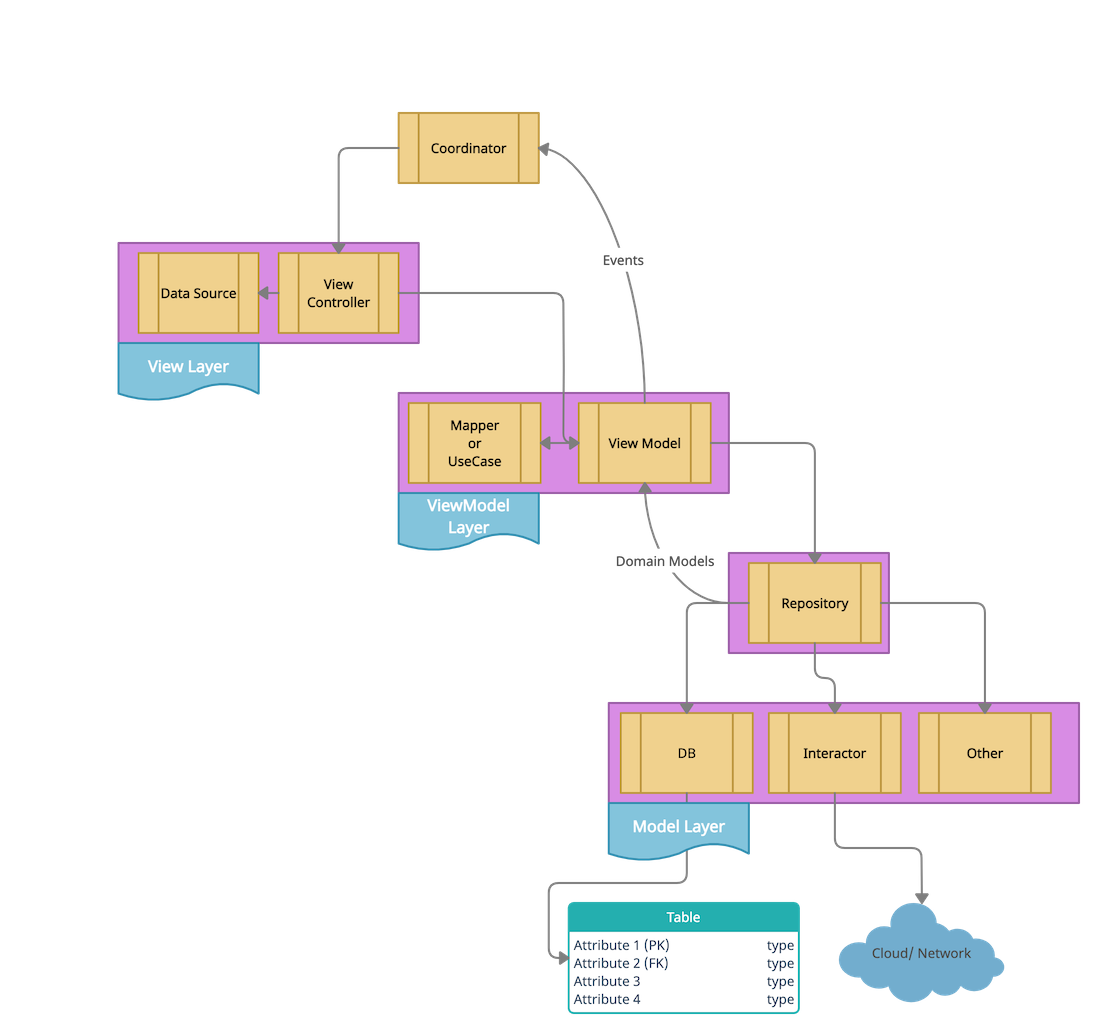 Coordinator
Events
Data Source
View
Controller
View Layer
Mapper
or
UseCase
View Model
ViewModel
Layer
Domain Models
Repository
DB
Interactor
Other
Model Layer
Table
Attribute 1 (PK) type
Attribute 2 (FK) type
Attribute 3 type
Attribute 4 type
Cloud/ Network